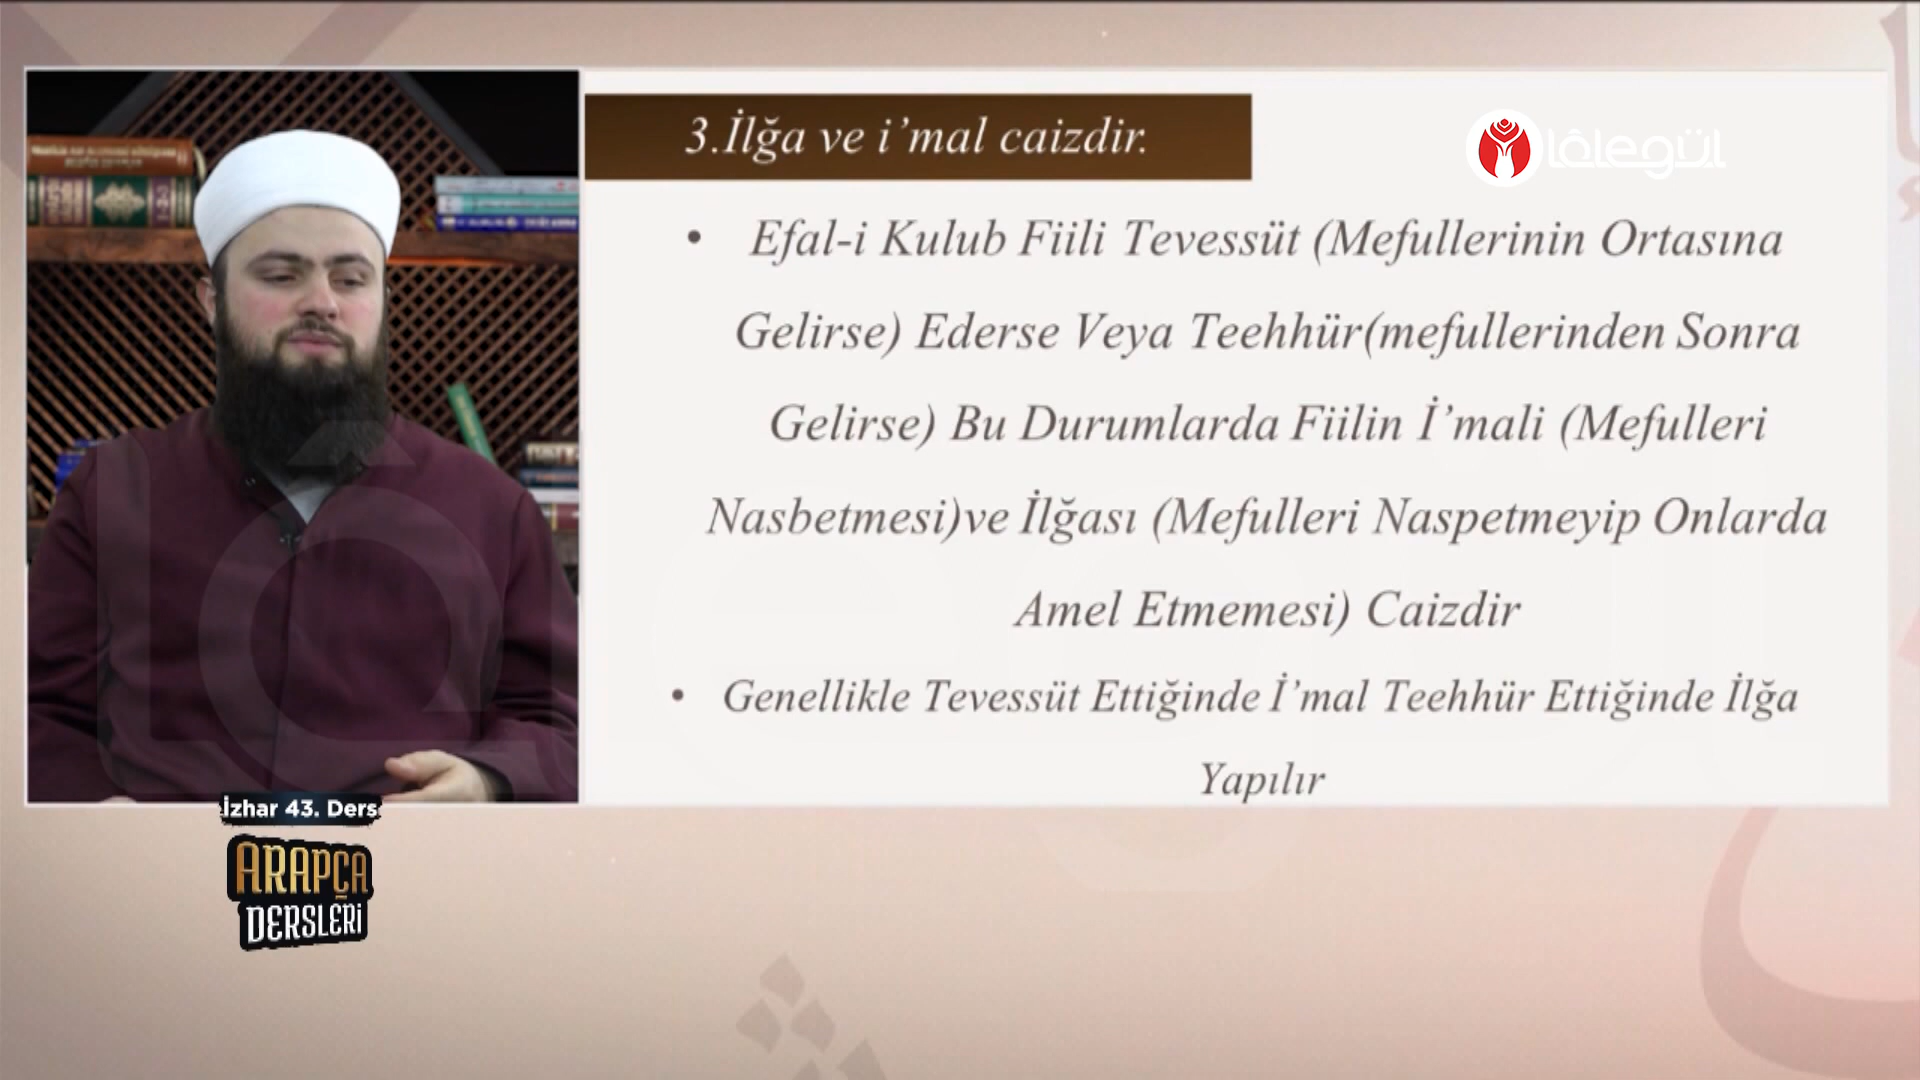 3.İlğa ve i’mal caizdir.
lâlegül
• Efal-i Kulub Fiili Tevessüt (Mefullerinin Ortasına
Gelirse) Ederse Veya Teehhür(mefullerinden Sonra
Gelirse) Bu Durumlarda Fiilin İ’mali (Mefulleri
Nasbetmesi)ve İlğası (Mefulleri Naspetmeyip Onlarda
Amel Etmemesi) Caizdir
• Genellikle Tevessüt Ettiğinde İ’mal Teehhür Ettiğinde İlğa
Yapılır
İzhar 43. Ders
ARAPÇA
DERSLERİ